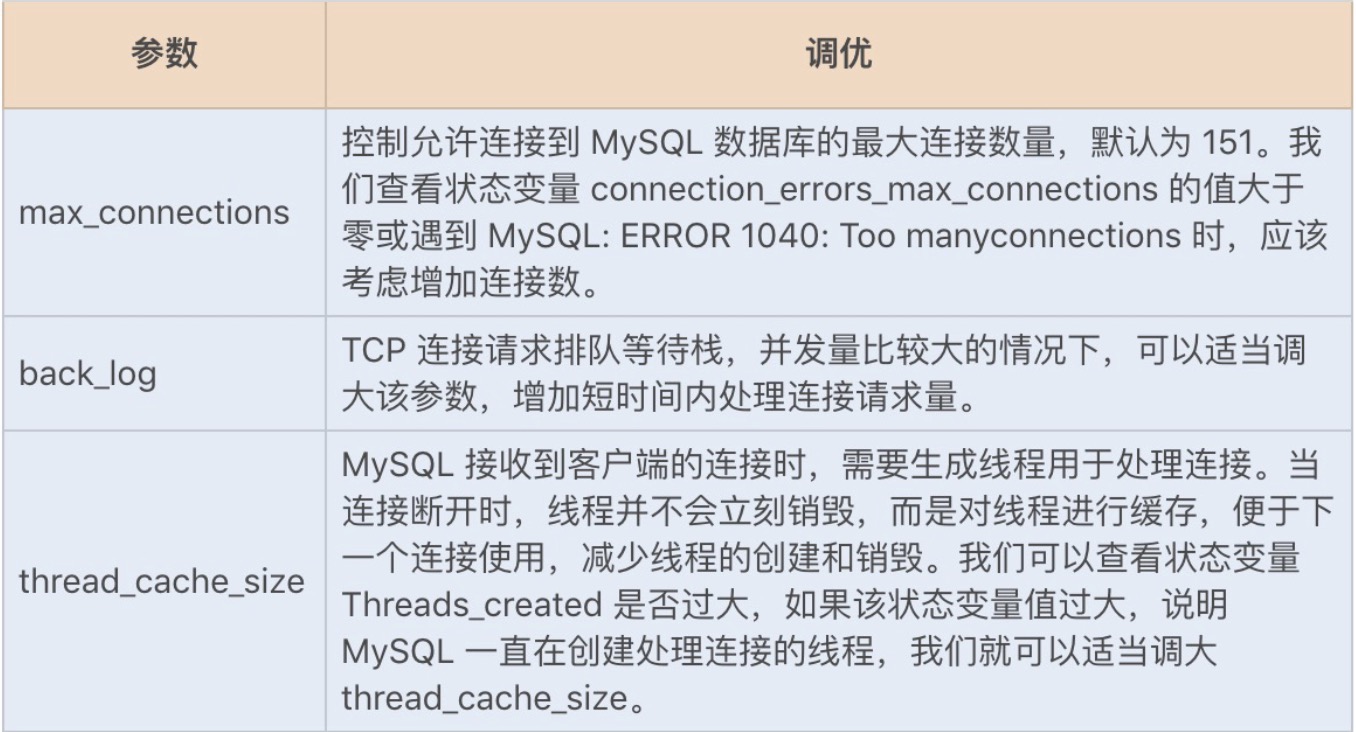 参数
调优
max_connections
控制允许连接到 MySQL 数据库的最大连接数量，默认为 151。我
们查看状态变量 connection_errors_max_connections 的值大于
零或遇到 MySQL: ERROR 1040: Too manyconnections 时，应该
考虑增加连接数。
back_log
TCP 连接请求排队等待栈，并发量比较大的情况下，可以适当调
大该参数，增加短时间内处理连接请求量。
thread_cache_size
MySQL 接收到客户端的连接时，需要生成线程用于处理连接。当
连接断开时，线程并不会立刻销毁，而是对线程进行缓存，便于下
一个连接使用，减少线程的创建和销毁。我们可以查看状态变量
Threads_created 是否过大，如果该状态变量值过大，说明
MySQL 一直在创建处理连接的线程，我们就可以适当调大
thread_cache_size。